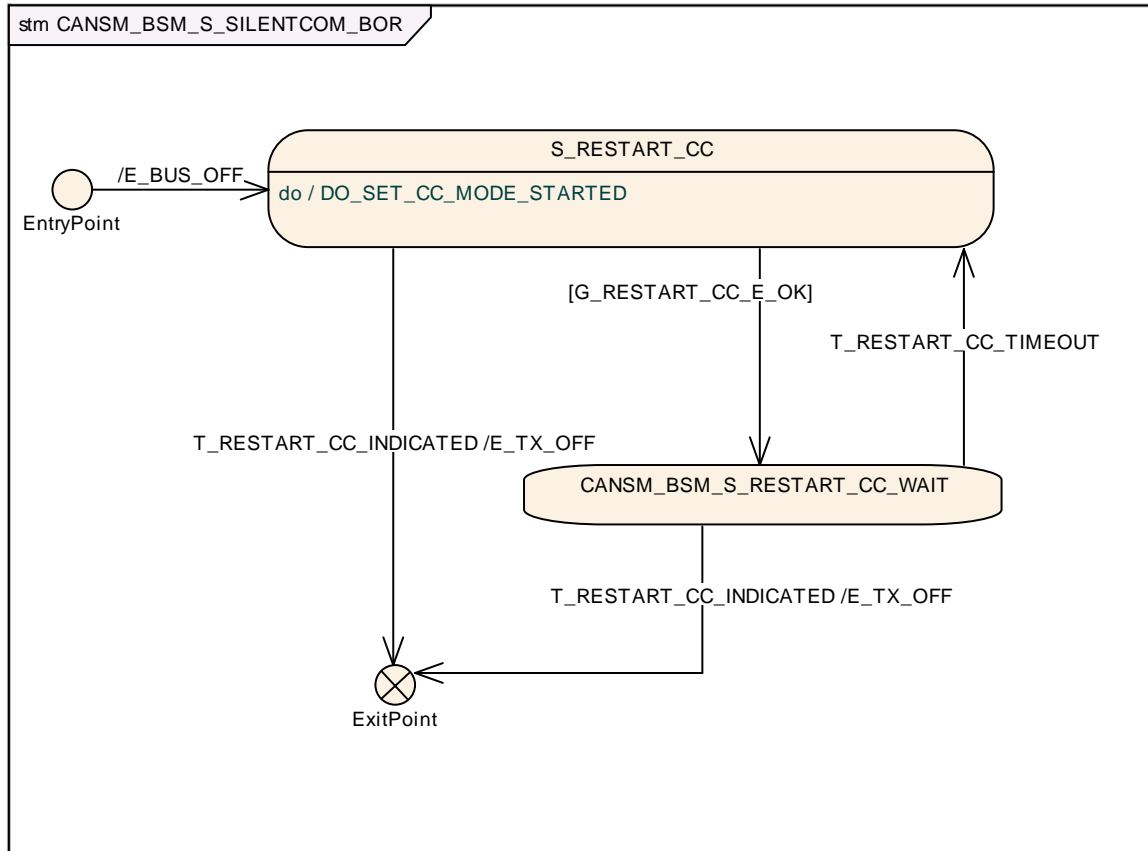 stm CANSM_BSM_S_SILENTCOM_BOR
S_RESTART_CC
/E_BUS_OFF
do / DO_SET_CC_MODE_STARTED
EntryPoint
[G_RESTART_CC_E_OK]
T_RESTART_CC_TIMEOUT
T_RESTART_CC_INDICATED /E_TX_OFF
CANSM_BSM_S_RESTART_CC_WAIT
T_RESTART_CC_INDICATED /E_TX_OFF
ExitPoint